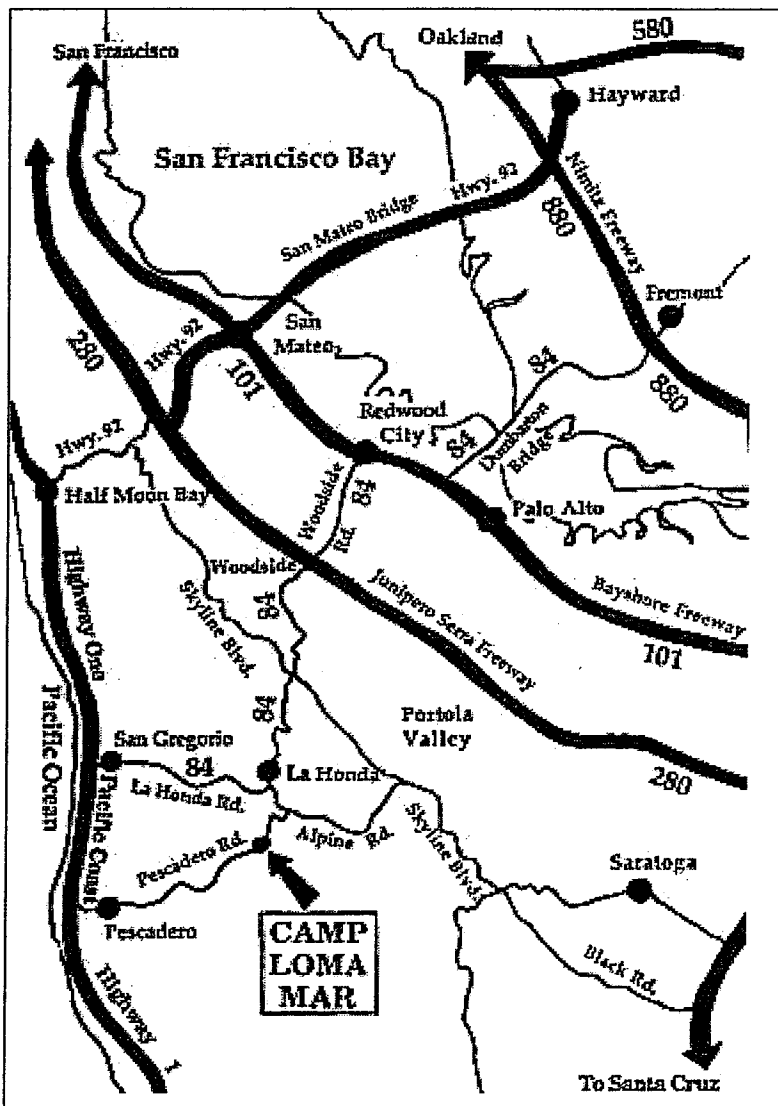 San Francisco
Oakland
580
Hayward
San Francisco Bay
Hwy. 92
San Mateo Bridge
880
Nimitz Freeway
Fremont
280
Hwy. 92
San
Mateo
101
84
880
Redwood
City
84
Dumbarton
Bridge
Hwy. 92
Half Moon Bay
Woodside
Rd.
84
Palo Alto
Woodside
84
Skyline Blvd.
Junipero Serra Freeway
Bayshore Freeway
101
Highway One
Pacific Ocean
84
Portola
Valley
San Gregorio
84
La Honda
La Honda Rd.
280
Pacific Coast
Alpine Rd.
Skyline Blvd.
Pescadero Rd.
Saratoga
Pescadero
CAMP
LOMA
MAR
Black Rd.
Highway 1
To Santa Cruz